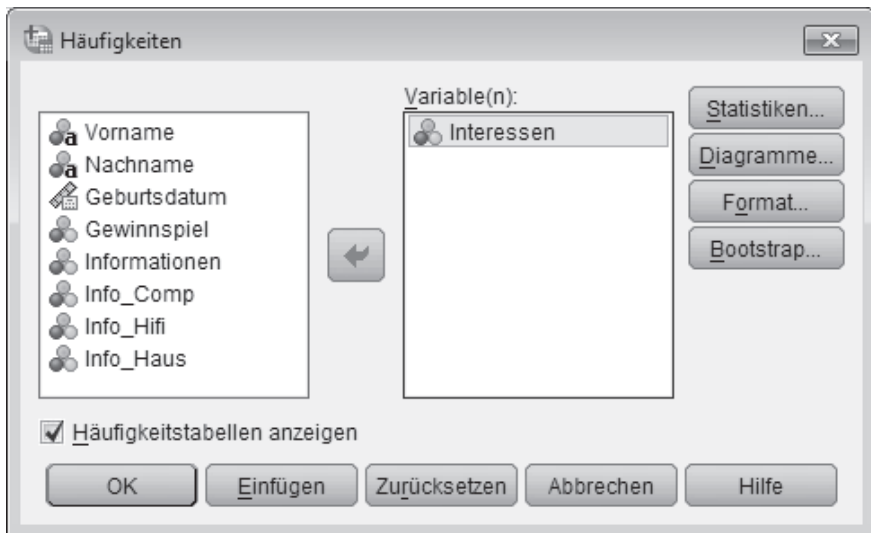 Häufigkeiten
Vorname
Nachname
Geburtsdatum
Gewinnspiel
Informationen
Info_Comp
Info_Hifi
Info_Haus
Variable(n):
Interessen
Statistiken...
Diagramme...
Format...
Bootstrap...
Häufigkeitstabellen anzeigen
OK
Einfügen
Zurücksetzen
Abbrechen
Hilfe